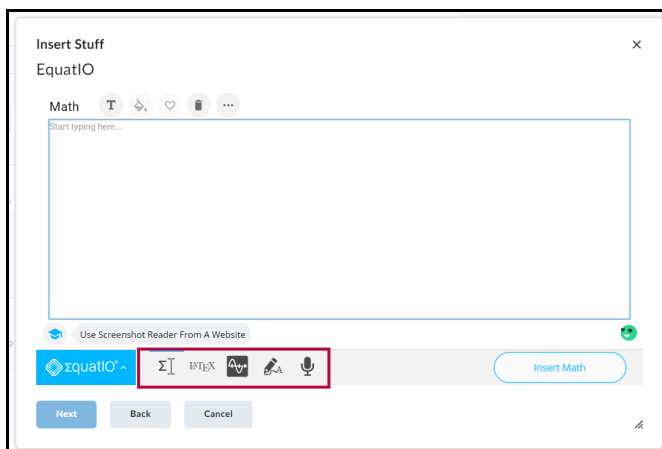 Insert Stuff
EquatIO
Math T
Start typing here...
Use Screenshot Reader From A Website
ΣquatIO
Σ LATEX A Insert Math
Next Back Cancel